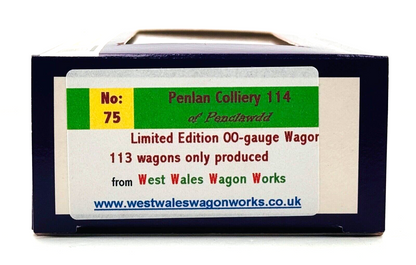 No: 75
Penlan Colliery 114
of Penclawdd
Limited Edition OO-gauge Wagon
113 wagons only produced
from West Wales Wagon Works
www.westwaleswagonworks.co.uk